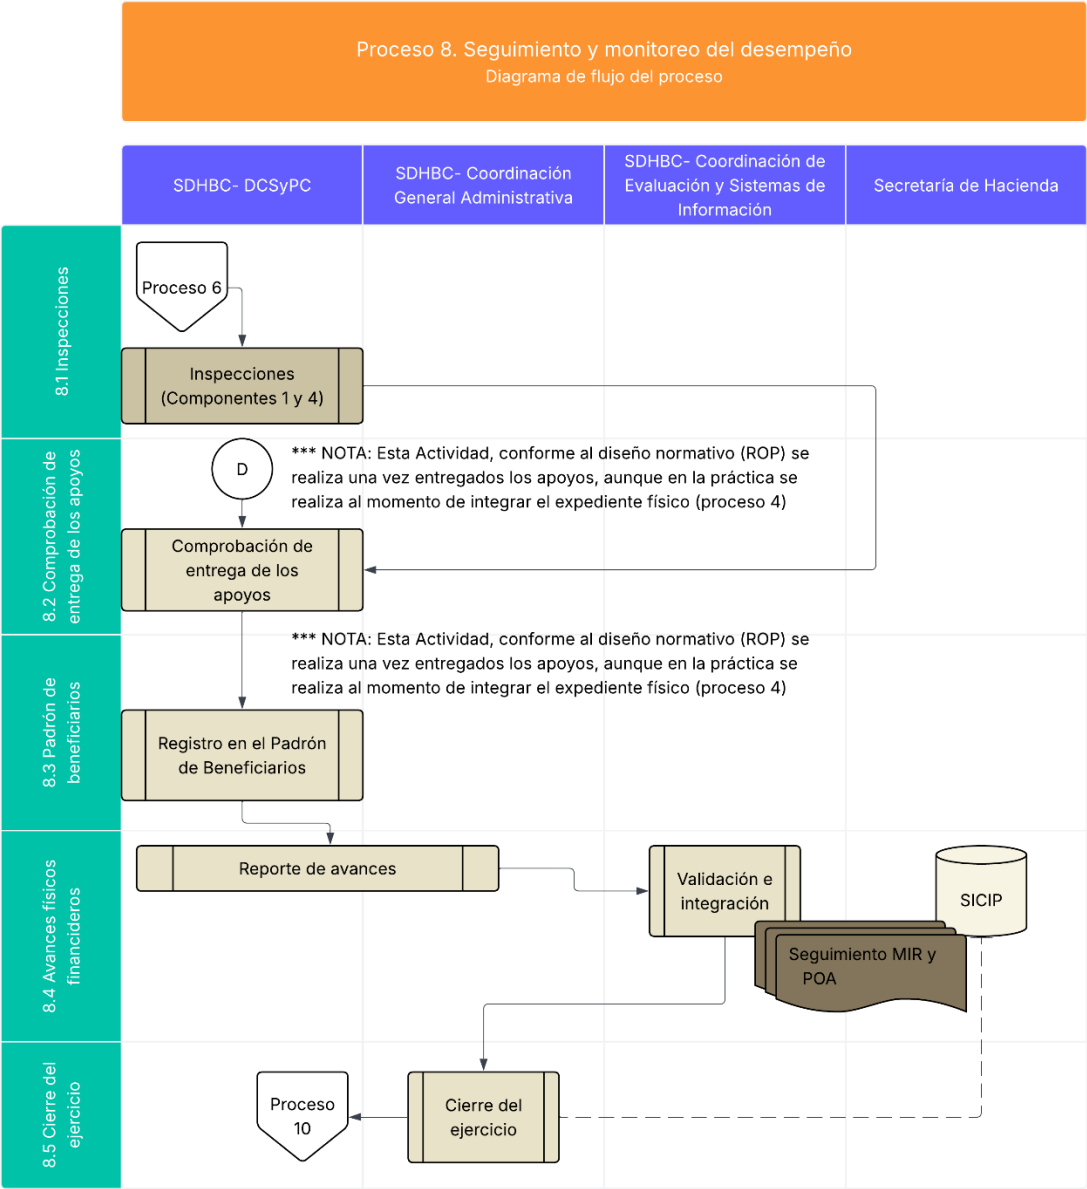 Proceso 8. Seguimiento y monitoreo del desempeño
Diagrama de flujo del proceso
SDHBC- DCSyPC
SDHBC- Coordinación
General Administrativa
SDHBC- Coordinación de
Evaluación y Sistemas de
Información
Secretaría de Hacienda
8.1 Inspecciones
Proceso 6
Inspecciones
(Componentes 1 y 4)
8.2 Comprobación de
entrega de los apoyos
D
*** NOTA: Esta Actividad, conforme al diseño normativo (ROP) se
realiza una vez entregados los apoyos, aunque en la práctica se
realiza al momento de integrar el expediente físico (proceso 4)
Comprobación de
entrega de los
apoyos
8.3 Padrón de
beneficiarios
*** NOTA: Esta Actividad, conforme al diseño normativo (ROP) se
realiza una vez entregados los apoyos, aunque en la práctica se
realiza al momento de integrar el expediente físico (proceso 4)
Registro en el Padrón
de Beneficiarios
8.4 Avances físicos
financideros
Reporte de avances
Validación e
integración
SICIP
Seguimiento MIR y
POA
8.5 Cierre del
ejercicio
Proceso
10
Cierre del
ejercicio